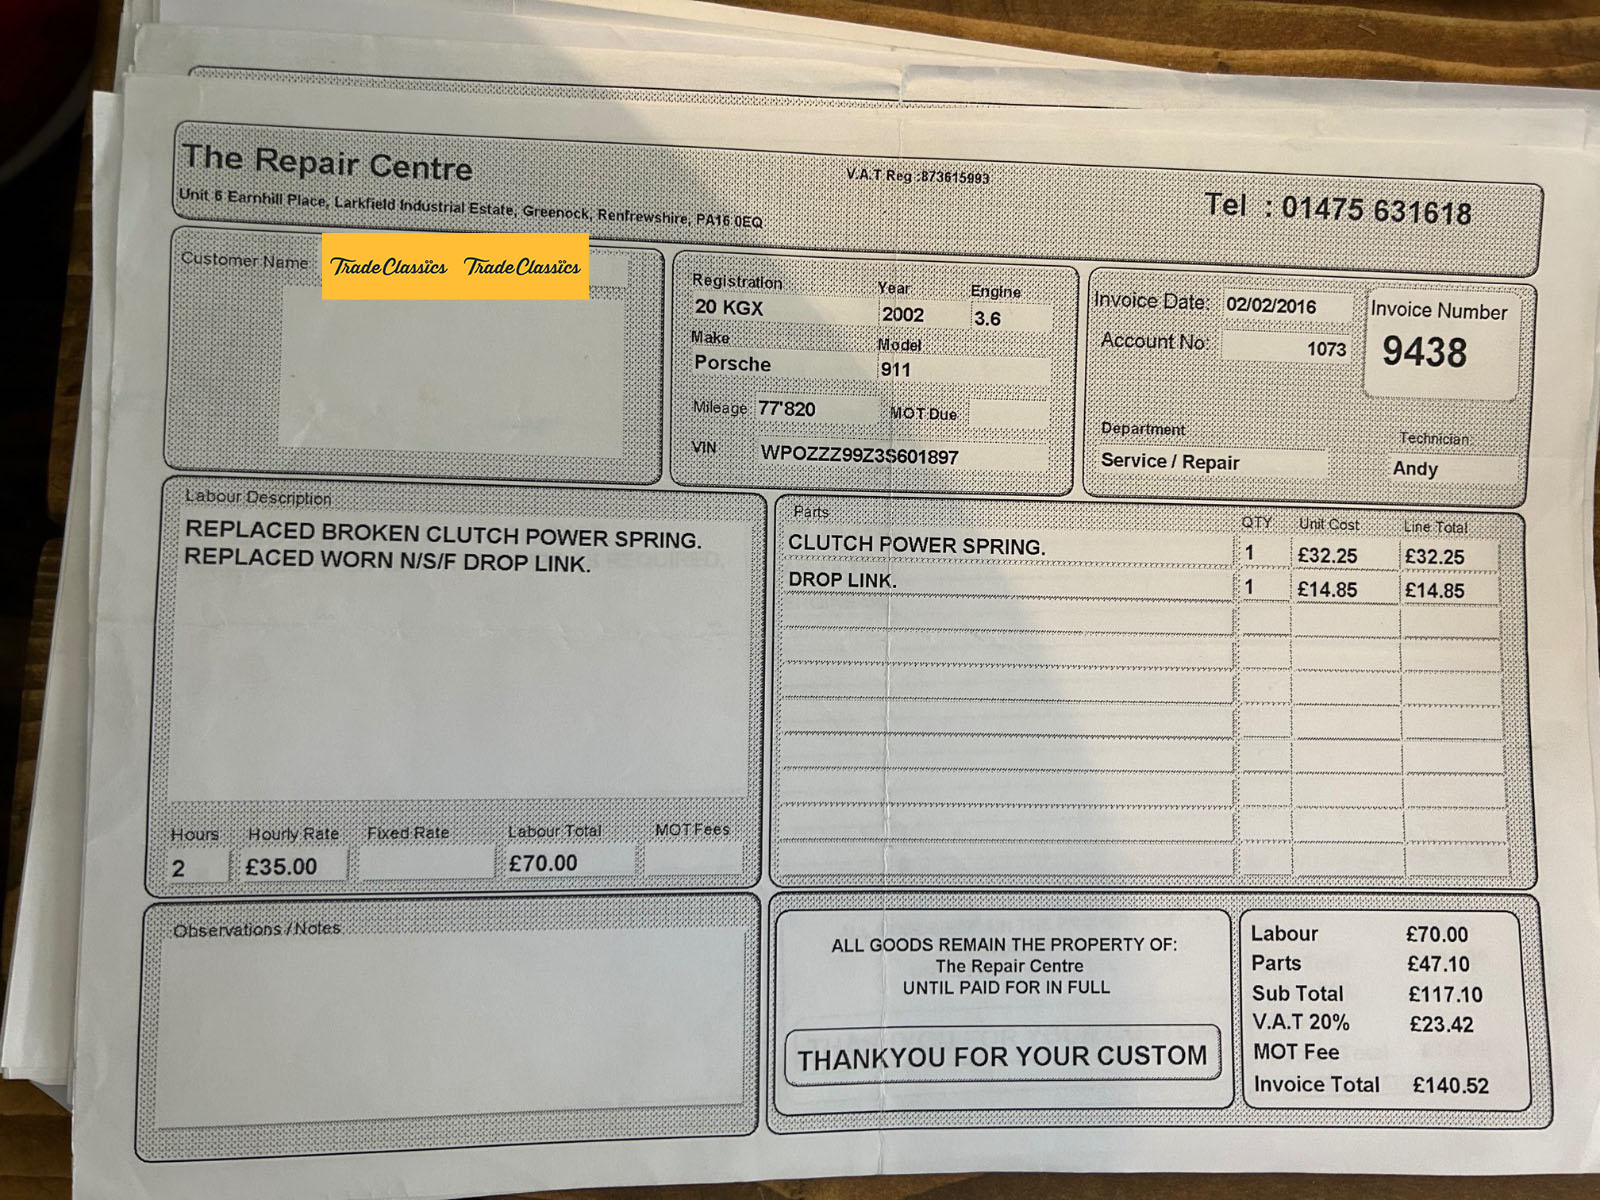 The Repair Centre
Unit 6 Earnhill Place, Larkfield Industrial Estate, Greenock, Renfrewshire, PA16 0EQ
V.A.T Reg :873615993
Tel : 01475 631618
Customer Name
TradeClassics TradeClassics
Registration Year Engine
20 KGX 2002 3.6
Make Model
Porsche 911
Mileage 77'820 MOT Due
VIN WPOZZZ99Z3S601897
Invoice Date: 02/02/2016
Account No: 1073
Invoice Number
9438
Department Technician
Service / Repair Andy
Labour Description
REPLACED BROKEN CLUTCH POWER SPRING.
REPLACED WORN N/S/F DROP LINK.
Hours Hourly Rate Fixed Rate Labour Total MOT Fees
2 £35.00 £70.00
Parts QTY Unit Cost Line Total
CLUTCH POWER SPRING. 1 £32.25 £32.25
DROP LINK. 1 £14.85 £14.85
Observations / Notes
ALL GOODS REMAIN THE PROPERTY OF:
The Repair Centre
UNTIL PAID FOR IN FULL
THANKYOU FOR YOUR CUSTOM
Labour £70.00
Parts £47.10
Sub Total £117.10
V.A.T 20% £23.42
MOT Fee
Invoice Total £140.52